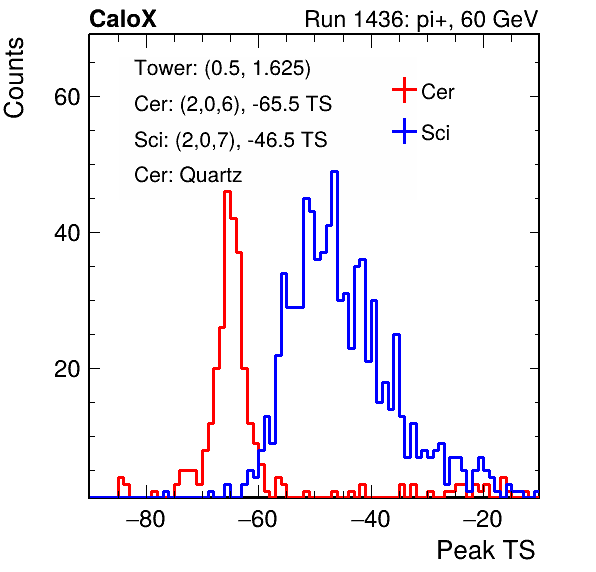 CaloX
Run 1436: pi+, 60 GeV
Counts
Tower: (0.5, 1.625)
Cer: (2,0,6), -65.5 TS
Sci: (2,0,7), -46.5 TS
Cer: Quartz
Cer
Sci
60
40
20
−80
−60
−40
−20
Peak TS